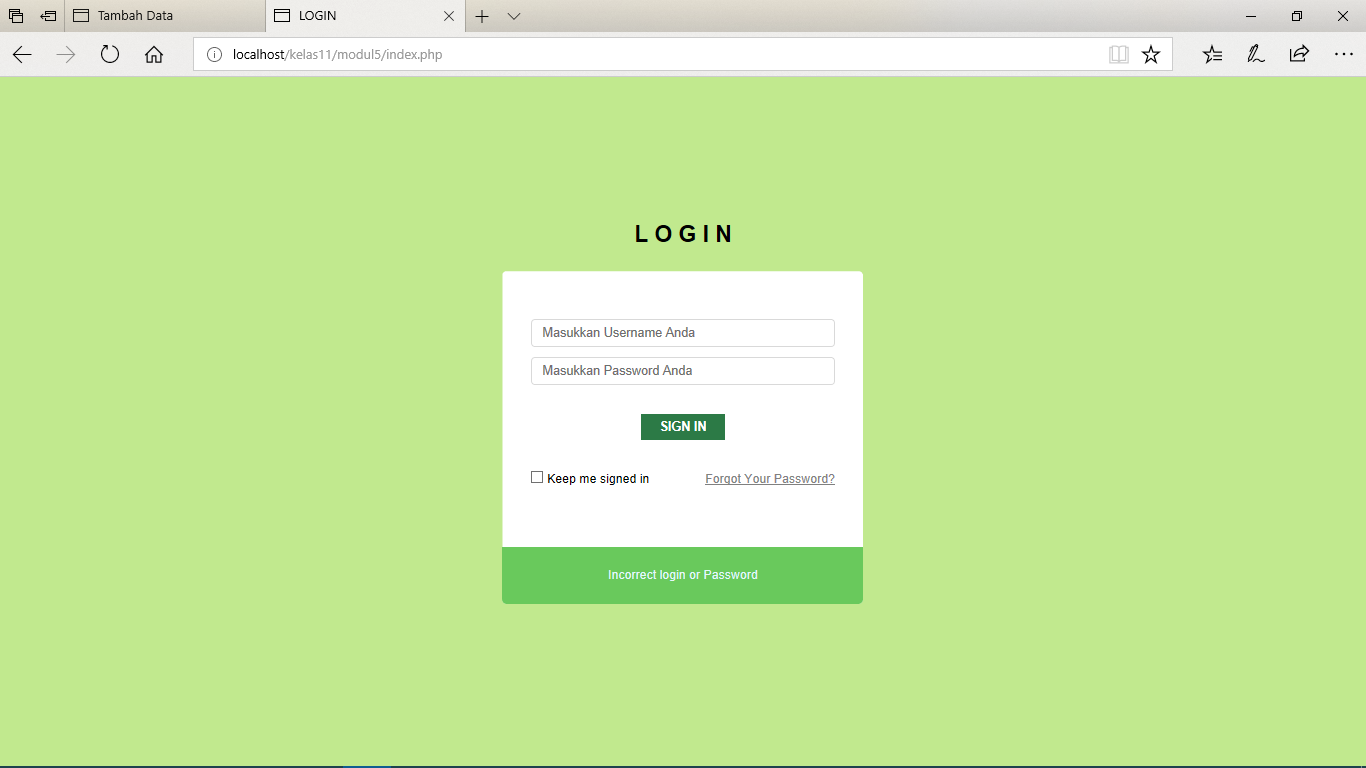 Tambah Data
LOGIN
localhost/kelas11/modul5/index.php
LOGIN
Masukkan Username Anda
Masukkan Password Anda
SIGN IN
Keep me signed in
Forgot Your Password?
Incorrect login or Password